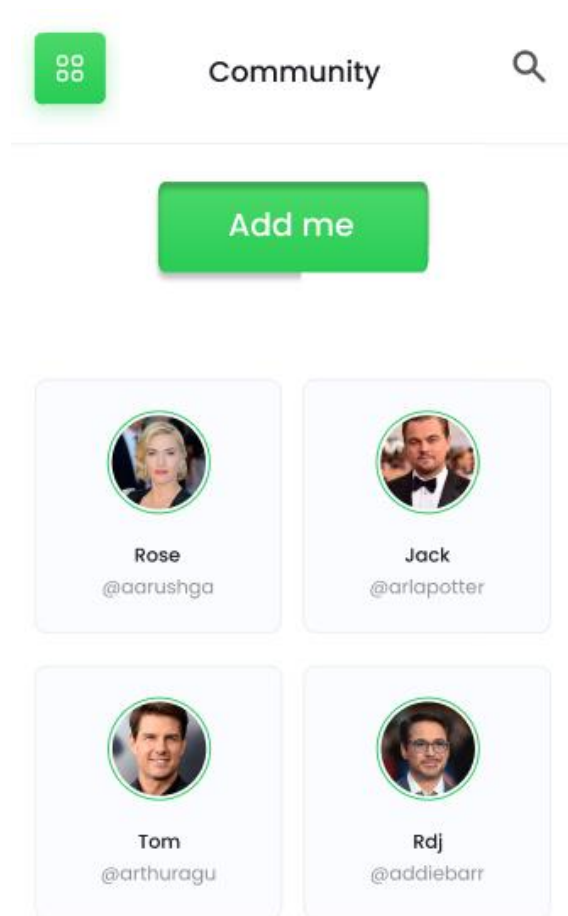 Community
Add me
Rose
Jack
@aarushga
@arlapotter
Tom
Rdj
@arthuragu
@addiebarr